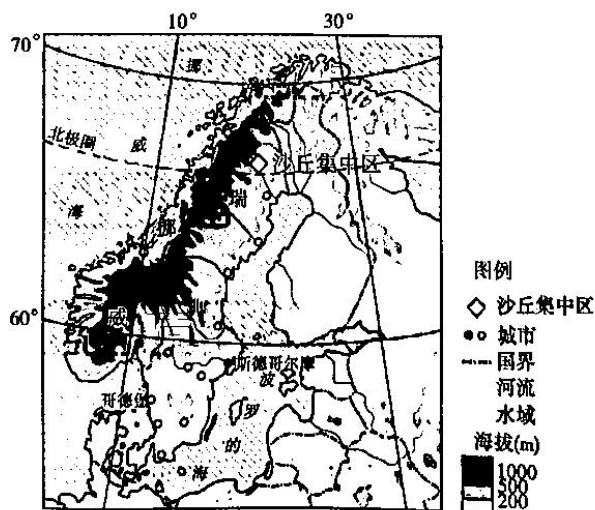 10°
30°
70°
挪
北极圈
威
沙丘集中区
海
瑞
挪
典
威
60°
斯德哥尔摩
波
哥德堡
罗
的
海
图例
沙丘集中区
城市
国界
河流
水域
海拔(m)
1000
500
200